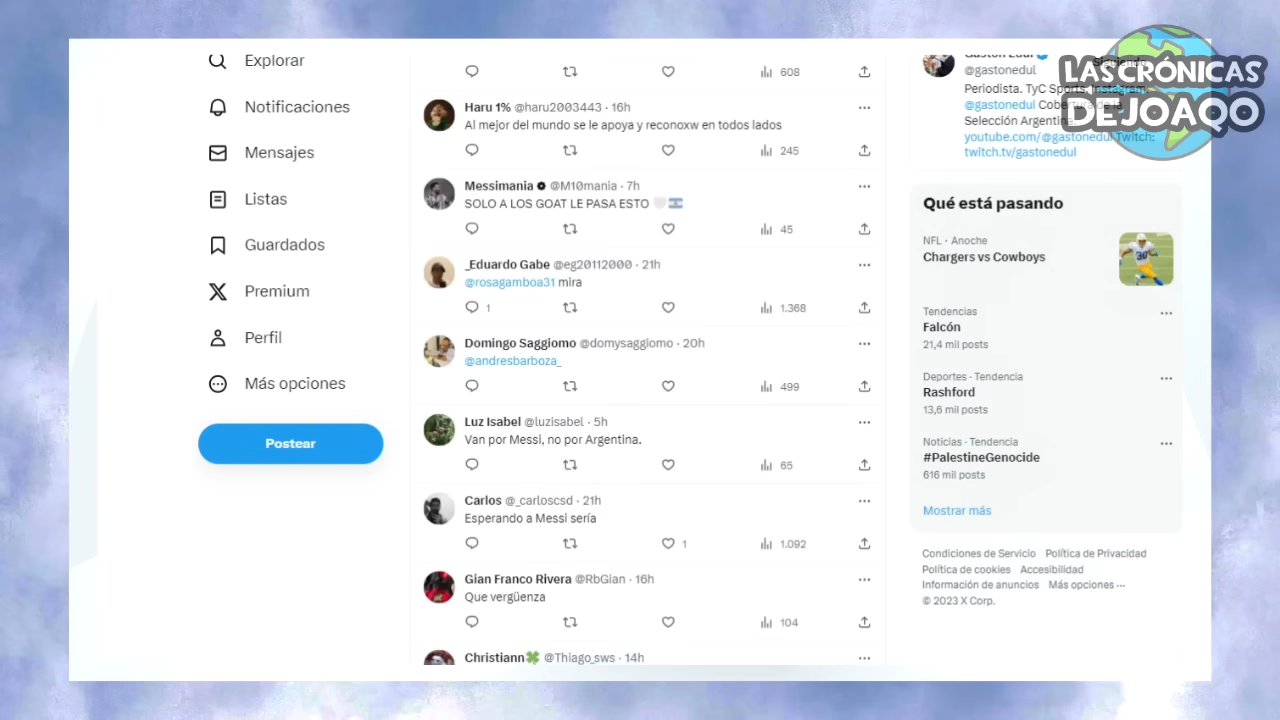 Explorar
Notificaciones
Mensajes
Listas
Guardados
Premium
Perfil
Más opciones
Postear
608
Haru 1% @haru2003443 · 16h
Al mejor del mundo se le apoya y reconoxw en todos lados
245
Messimania @M10mania · 7h
SOLO A LOS GOAT LE PASA ESTO
45
_Eduardo Gabe @eg20112000 · 21h
@rosagamboa31 mira
1 1.368
Domingo Saggiomo @domysaggiomo · 20h
@andresbarboza_
499
Luz Isabel @luzisabel · 5h
Van por Messi, no por Argentina.
65
Carlos @_carloscsd · 21h
Esperando a Messi sería
1 1.092
Gian Franco Rivera @RbGian · 16h
Que vergüenza
104
Christiann @Thiago_sws · 14h
Gastón Edul
@gastonedul
Periodista. TyC Sports. Instagram:
@gastonedul Cobertura de la
Selección Argentina.
youtube.com/@gastonedul Twitch:
twitch.tv/gastonedul
LAS CRÓNICAS
DE JOAQO
Qué está pasando
NFL · Anoche
Chargers vs Cowboys
Tendencias
Falcón
21,4 mil posts
Deportes · Tendencia
Rashford
13,6 mil posts
Noticias · Tendencia
#PalestineGenocide
616 mil posts
Mostrar más
Condiciones de Servicio Política de Privacidad
Política de cookies Accesibilidad
Información de anuncios Más opciones ···
© 2023 X Corp.